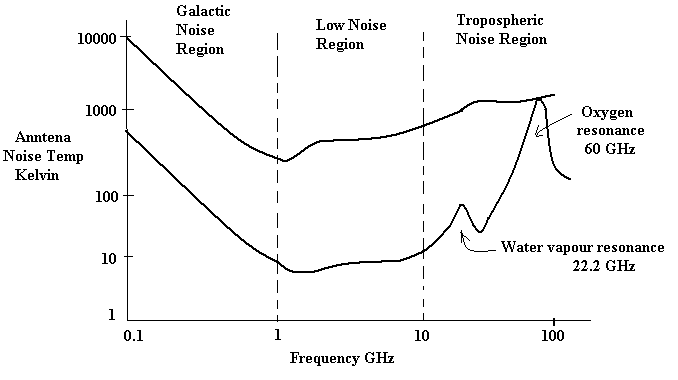 Galactic
Noise
Region
Low Noise
Region
Tropospheric
Noise Region
10000
1000
100
10
1
Anntena
Noise Temp
Kelvin
Oxygen
resonance
60 GHz
Water vapour resonance
22.2 GHz
0.1
1
10
100
Frequency GHz